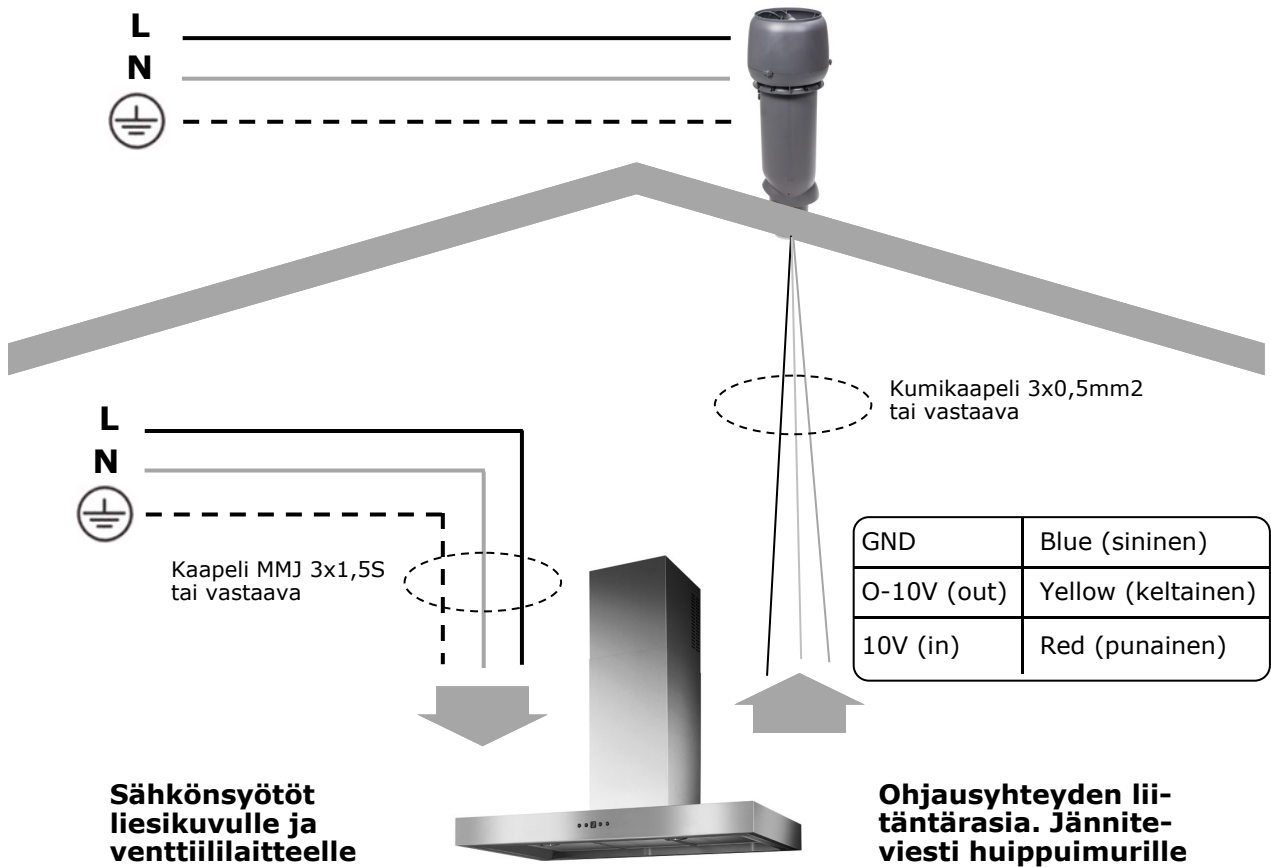 L
N
Kumikaapeli 3x0,5mm2
tai vastaava
L
N
Kaapeli MMJ 3x1,5S
tai vastaava
GND Blue (sininen)
O-10V (out) Yellow (keltainen)
10V (in) Red (punainen)
Sähkönsyötöt
liesikuvulle ja
venttiililaitteelle
Ohjausyhteyden lii-
täntärasia. Jännite-
viesti huippuimurille